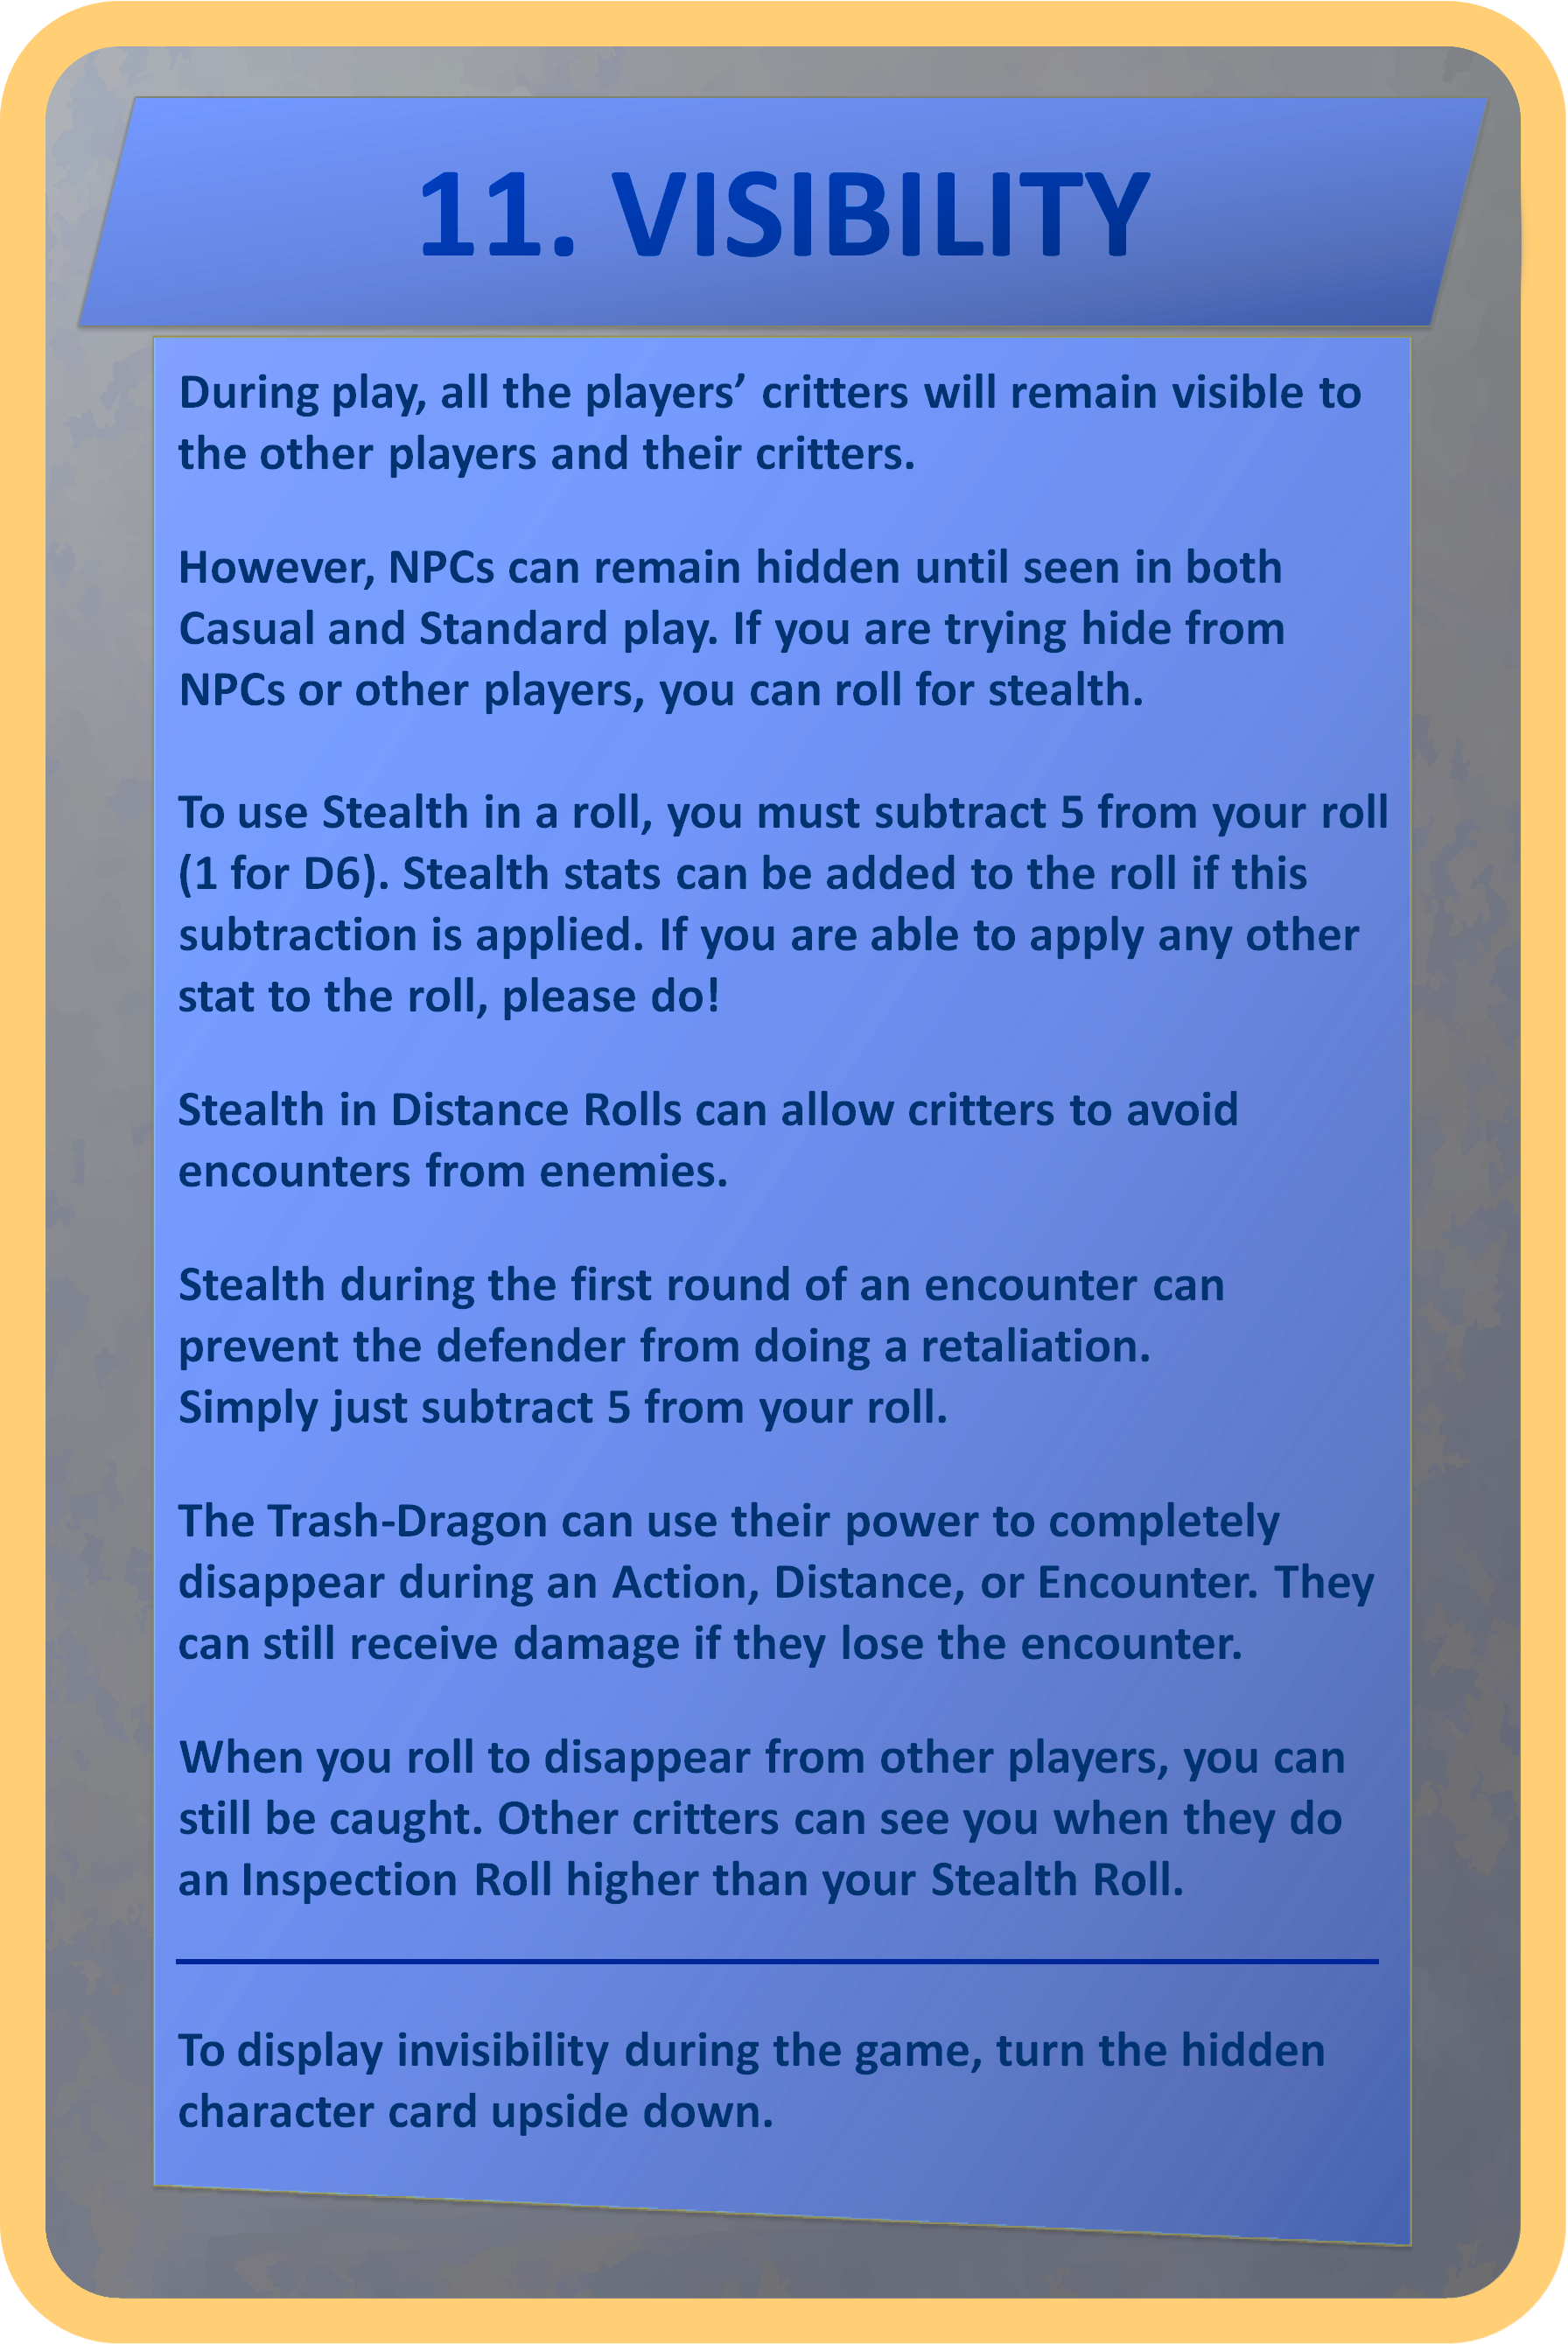 11. VISIBILITY
During play, all the players’ critters will remain visible to
the other players and their critters.
However, NPCs can remain hidden until seen in both
Casual and Standard play. If you are trying hide from
NPCs or other players, you can roll for stealth.
To use Stealth in a roll, you must subtract 5 from your roll
(1 for D6). Stealth stats can be added to the roll if this
subtraction is applied. If you are able to apply any other
stat to the roll, please do!
Stealth in Distance Rolls can allow critters to avoid
encounters from enemies.
Stealth during the first round of an encounter can
prevent the defender from doing a retaliation.
Simply just subtract 5 from your roll.
The Trash-Dragon can use their power to completely
disappear during an Action, Distance, or Encounter. They
can still receive damage if they lose the encounter.
When you roll to disappear from other players, you can
still be caught. Other critters can see you when they do
an Inspection Roll higher than your Stealth Roll.
To display invisibility during the game, turn the hidden
character card upside down.